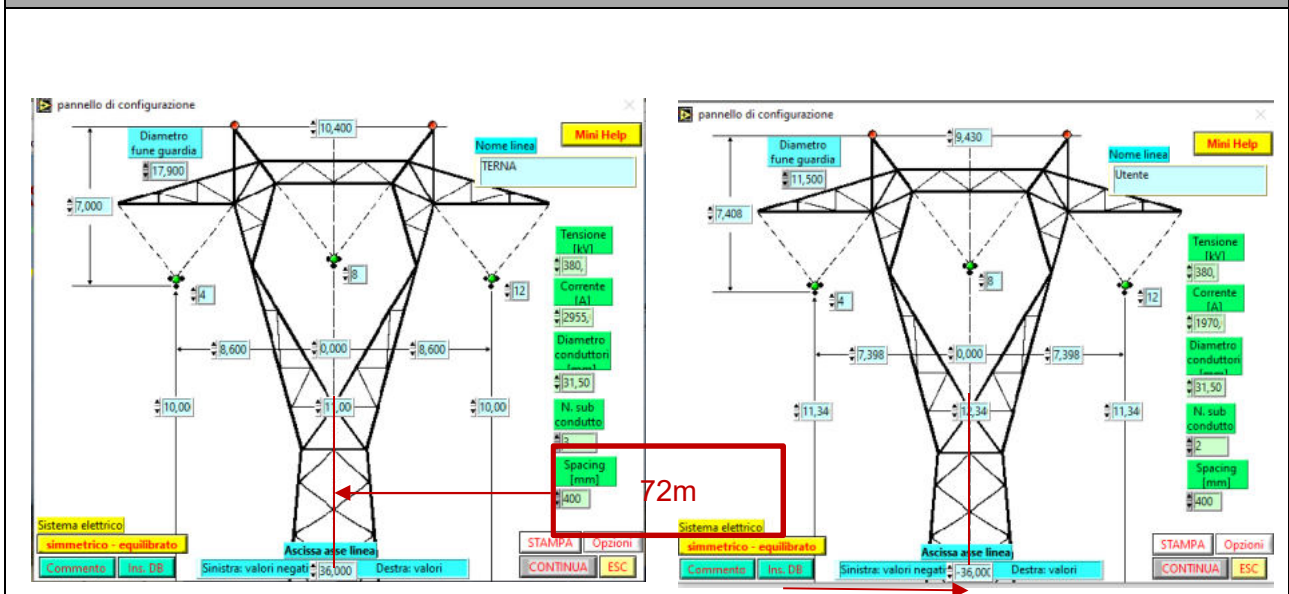 pannello di configurazione
10,400
Diametro
fune guardia
17,900
Mini Help
Nome linea
TERNA
7,000
Tensione
[kV]
380,
8
4
12
Corrente
[A]
2955,
8,600
0,000
8,600
Diametro
conduttori
[mm]
31,50
10,00
11,00
10,00
N. sub
condutto
3
Spacing
[mm]
400
72m
Sistema elettrico
simmetrico - equilibrato
Commento
Ins. DB
Ascissa asse linea
Sinistra: valori negati
36,000
Destra: valori
STAMPA
Opzioni
CONTINUA
ESC
pannello di configurazione
9,430
Diametro
fune guardia
11,500
Mini Help
Nome linea
Utente
7,408
Tensione
[kV]
380,
8
4
12
Corrente
[A]
1970,
7,398
0,000
7,398
Diametro
conduttori
[mm]
31,50
11,34
12,34
11,34
N. sub
condutto
2
Spacing
[mm]
400
Sistema elettrico
simmetrico - equilibrato
Commento
Ins. DB
Ascissa asse linea
Sinistra: valori negati
-36,000
Destra: valori
STAMPA
Opzioni
CONTINUA
ESC